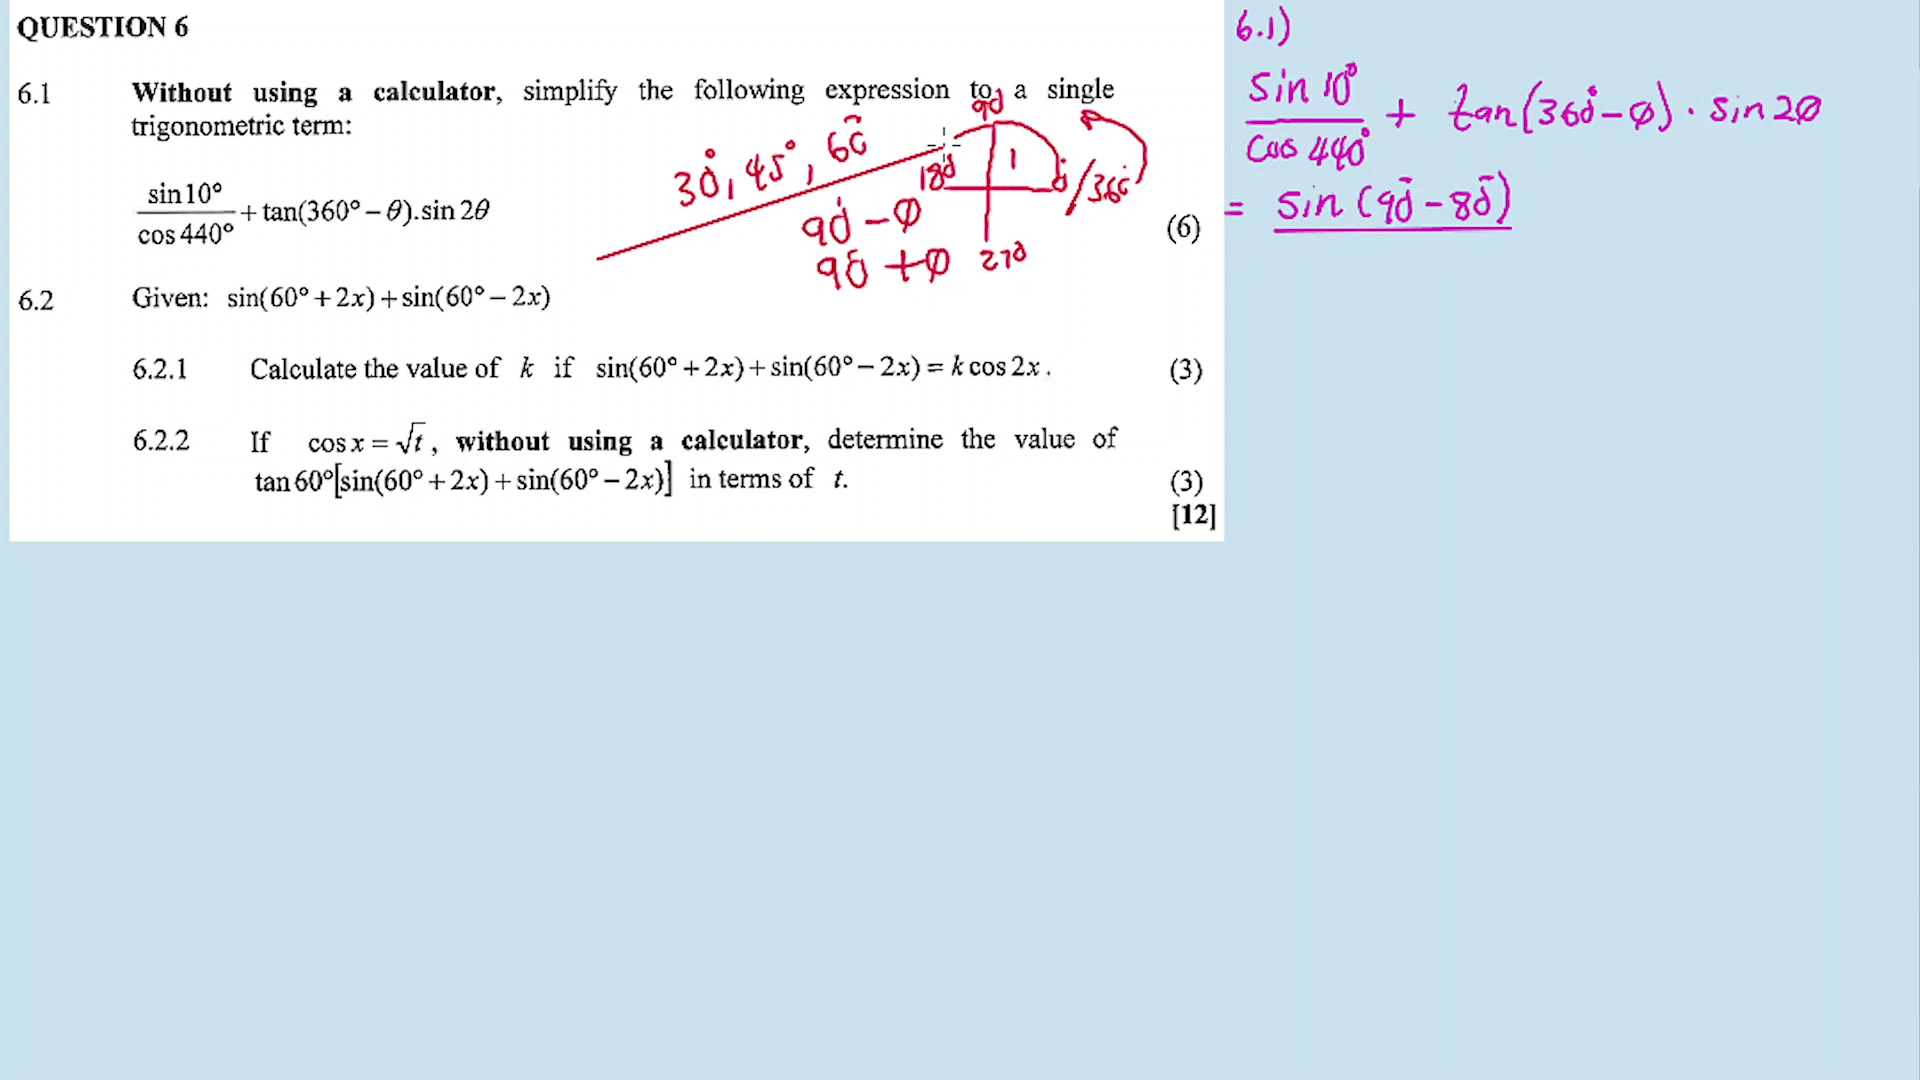 QUESTION 6
6.1 Without using a calculator, simplify the following expression to a single
trigonometric term:
sin10°/cos 440° + tan(360° − θ).sin 2θ (6)
6.2 Given: sin(60° + 2x) + sin(60° − 2x)
6.2.1 Calculate the value of k if sin(60° + 2x) + sin(60° − 2x) = k cos 2x. (3)
6.2.2 If cos x = √t, without using a calculator, determine the value of
tan 60°[sin(60° + 2x) + sin(60° − 2x)] in terms of t. (3)
[12]
30°, 45°, 60°
90° − θ
90° + θ
90°
180° 1 0°/360°
270°
6.1)
sin 10°/cos 440° + tan(360° − θ) · sin 2θ
= sin (90° − 80°)